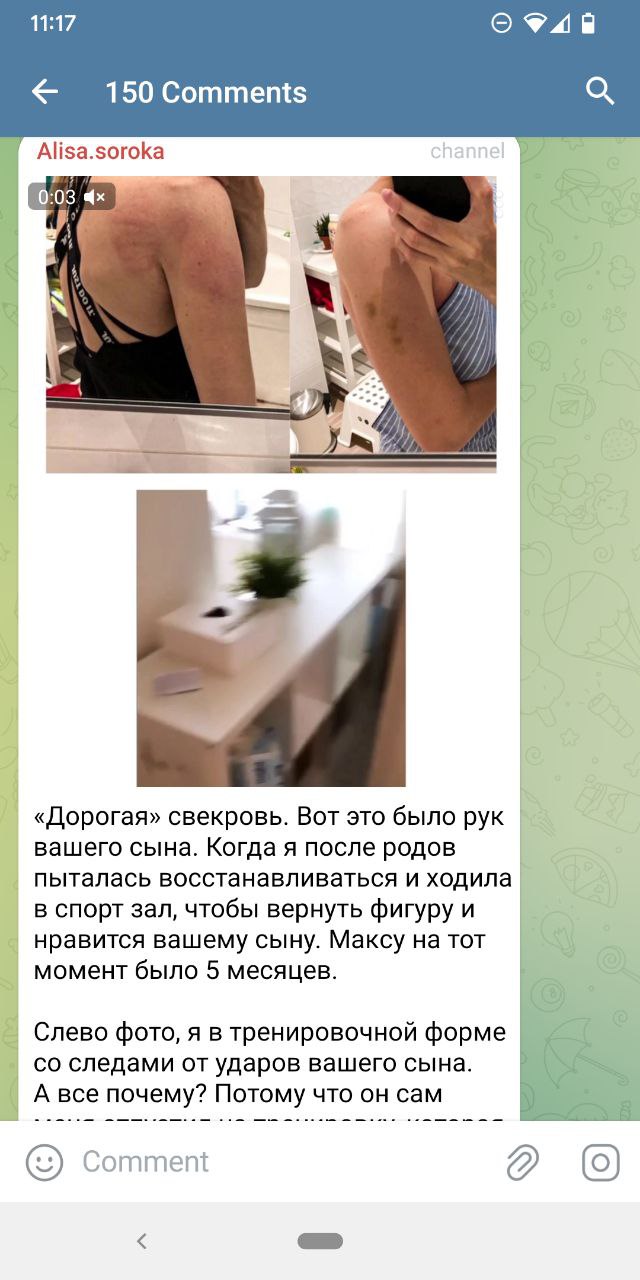 11:17
150 Comments
Alisa.soroka
channel
0:03
«Дорогая» свекровь. Вот это было рук
вашего сына. Когда я после родов
пыталась восстанавливаться и ходила
в спорт зал, чтобы вернуть фигуру и
нравится вашему сыну. Максу на тот
момент было 5 месяцев.
Слево фото, я в тренировочной форме
со следами от ударов вашего сына.
А все почему? Потому что он сам
Comment